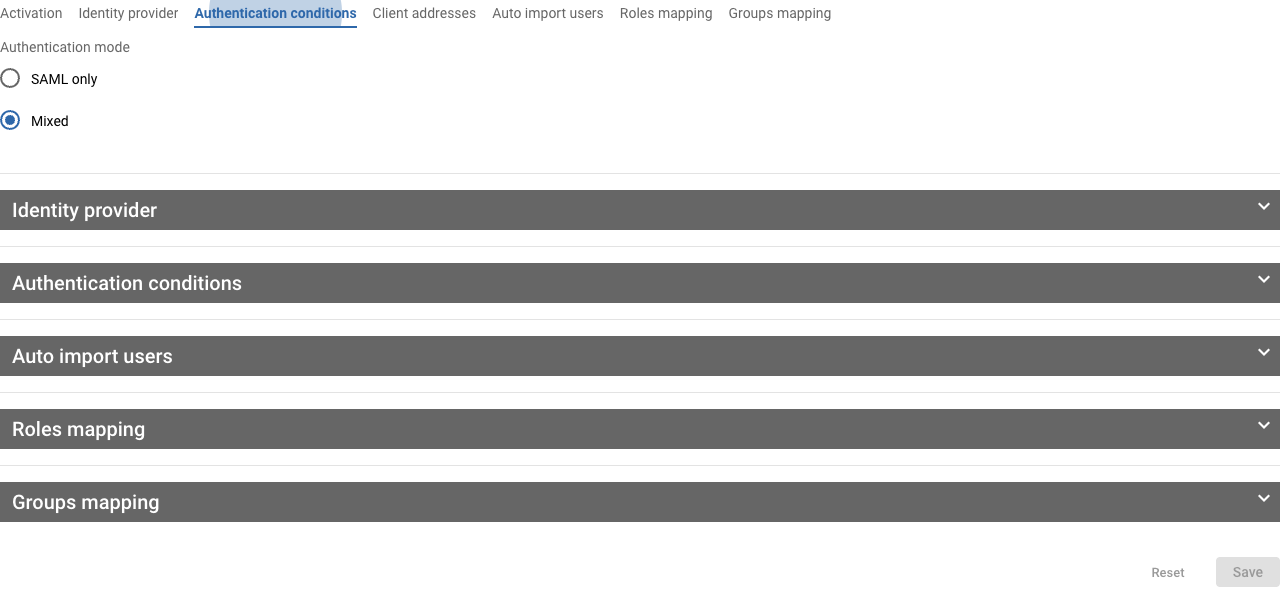 Activation Identity provider Authentication conditions Client addresses Auto import users Roles mapping Groups mapping
Authentication mode
SAML only
Mixed
Identity provider
Authentication conditions
Auto import users
Roles mapping
Groups mapping
Reset Save